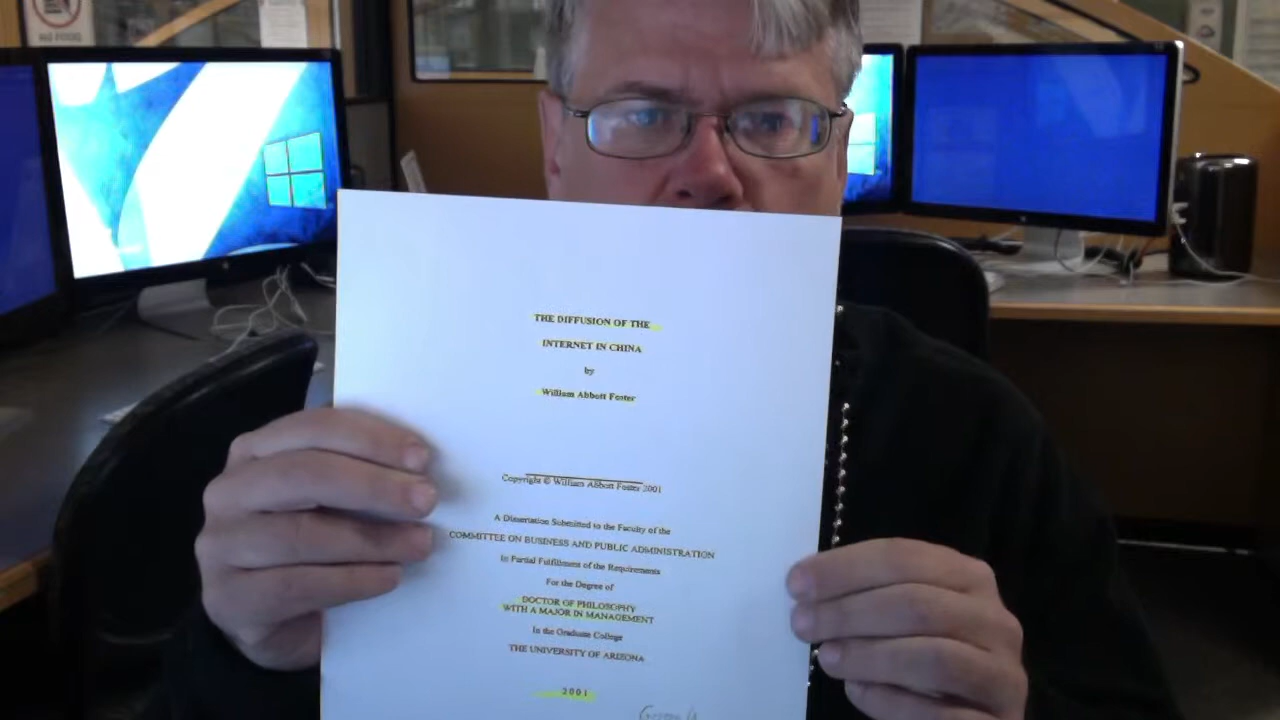 NO FOOD
THE DIFFUSION OF THE
INTERNET IN CHINA
by
William Abbott Foster
Copyright © William Abbott Foster 2001
A Dissertation Submitted to the Faculty of the
COMMITTEE ON BUSINESS AND PUBLIC ADMINISTRATION
In Partial Fulfillment of the Requirements
For the Degree of
DOCTOR OF PHILOSOPHY
WITH A MAJOR IN MANAGEMENT
In the Graduate College
THE UNIVERSITY OF ARIZONA
2001